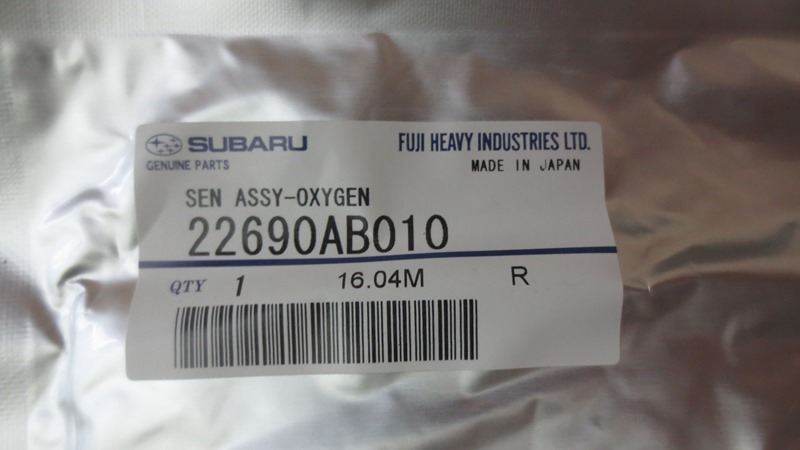 SUBARU
FUJI HEAVY INDUSTRIES LTD.
GENUINE PARTS
MADE IN JAPAN
SEN ASSY-OXYGEN
22690AB010
QTY 1 16.04M R